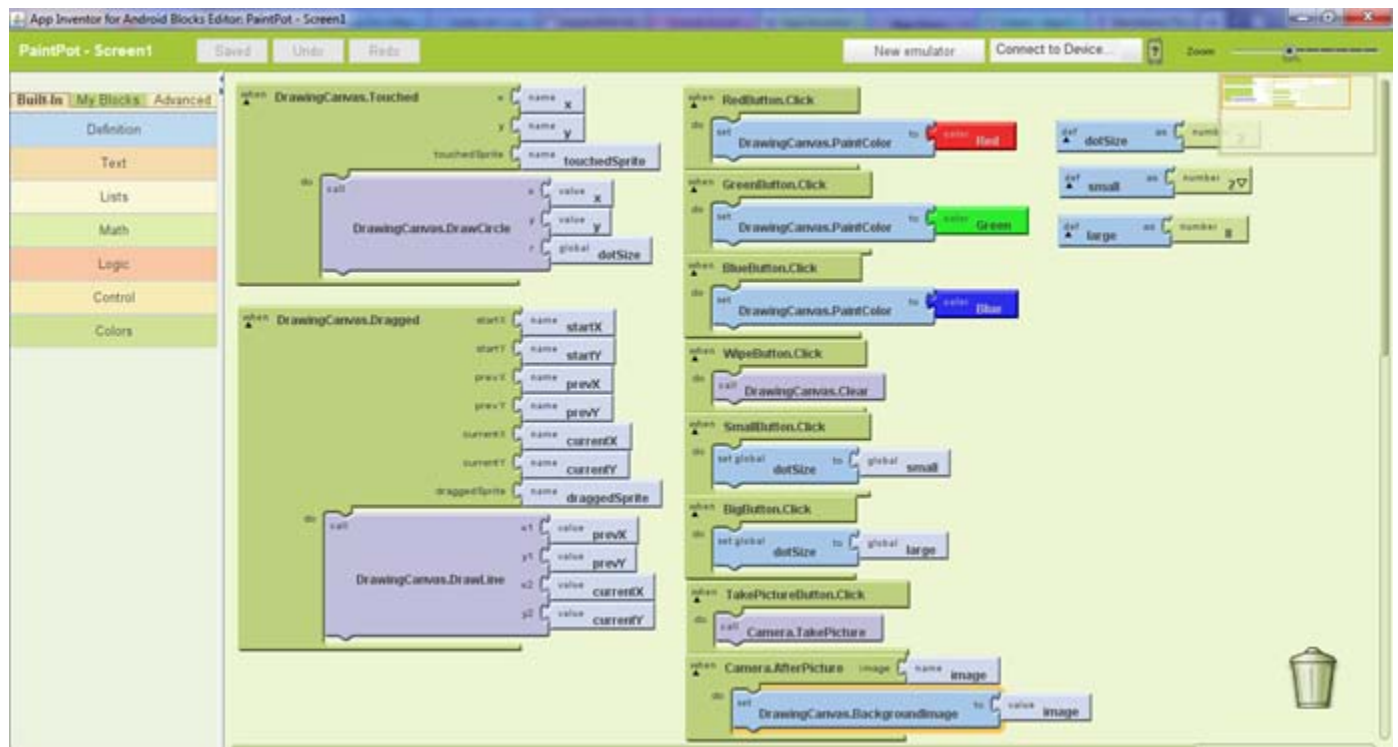 App Inventor for Android Blocks Editor: PaintPot - Screen1
PaintPot - Screen1 Saved Undo Redo New emulator Connect to Device... ? Zoom
Built-In My Blocks Advanced
Definition
Text
Lists
Math
Logic
Control
Colors
when DrawingCanvas.Touched x name x
y name y
touchedSprite name touchedSprite
do call DrawingCanvas.DrawCircle x value x
y value y
r global dotSize
when DrawingCanvas.Dragged startX name startX
startY name startY
prevX name prevX
prevY name prevY
currentX name currentX
currentY name currentY
draggedSprite name draggedSprite
do call DrawingCanvas.DrawLine x1 value prevX
y1 value prevY
x2 value currentX
y2 value currentY
when RedButton.Click
do set DrawingCanvas.PaintColor to color Red
when GreenButton.Click
do set DrawingCanvas.PaintColor to color Green
when BlueButton.Click
do set DrawingCanvas.PaintColor to color Blue
when WipeButton.Click
do call DrawingCanvas.Clear
when SmallButton.Click
do set global dotSize to global small
when BigButton.Click
do set global dotSize to global large
when TakePictureButton.Click
do call Camera.TakePicture
when Camera.AfterPicture image name image
do set DrawingCanvas.BackgroundImage to value image
def dotSize as number 2
def small as number 2
def large as number 8